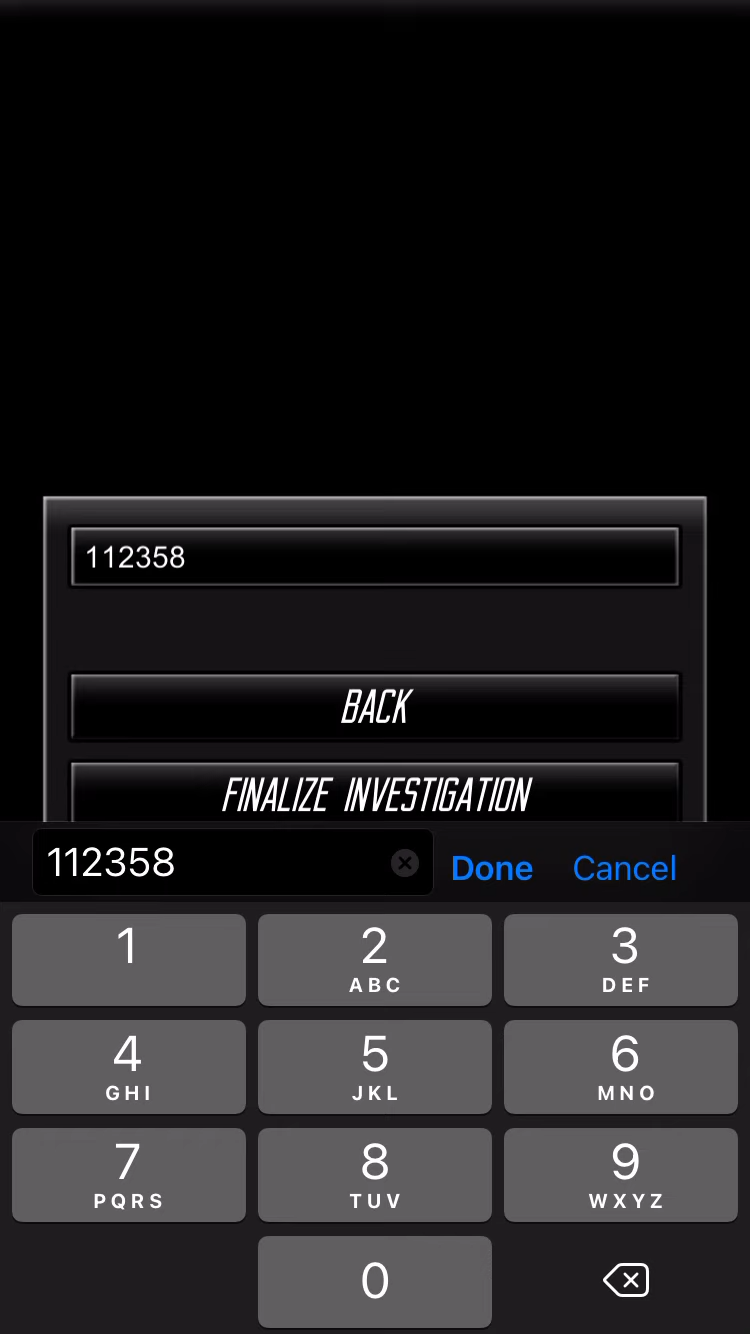 112358
BACK
FINALIZE INVESTIGATION
112358 Done Cancel
1 2 3
ABC DEF
4 5 6
GHI JKL MNO
7 8 9
PQRS TUV WXYZ
0